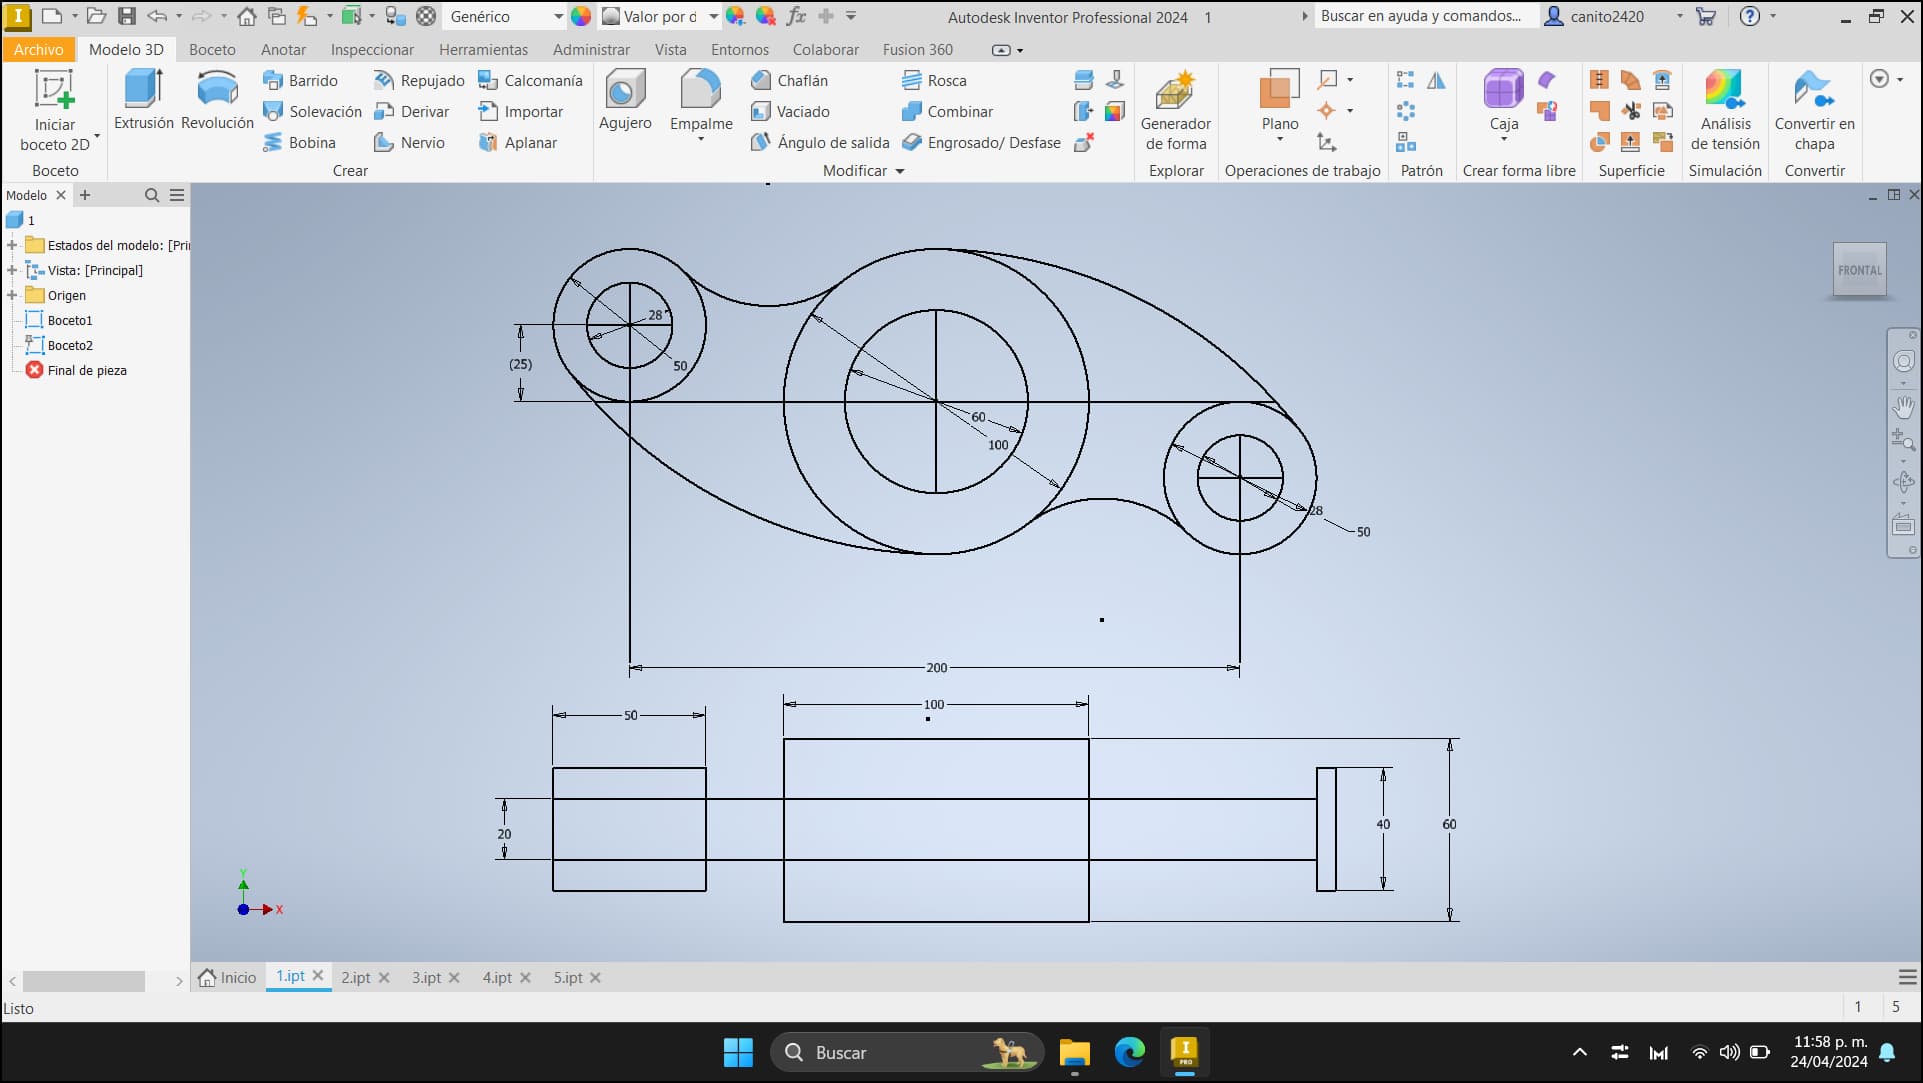 I
Genérico
Valor por d
fx
Autodesk Inventor Professional 2024 1
Buscar en ayuda y comandos...
canito2420
?
Archivo
Modelo 3D
Boceto
Anotar
Inspeccionar
Herramientas
Administrar
Vista
Entornos
Colaborar
Fusion 360
Iniciar
boceto 2D
Boceto
Extrusión
Revolución
Barrido
Solevación
Bobina
Repujado
Derivar
Nervio
Calcomanía
Importar
Aplanar
Crear
Agujero
Empalme
Chaflán
Vaciado
Ángulo de salida
Rosca
Combinar
Engrosado/ Desfase
Modificar
Generador
de forma
Explorar
Plano
Operaciones de trabajo
Patrón
Caja
Crear forma libre
Superficie
Análisis
de tensión
Simulación
Convertir en
chapa
Convertir
Modelo
1
Estados del modelo: [Pri
Vista: [Principal]
Origen
Boceto1
Boceto2
Final de pieza
FRONTAL
28
50
(25)
60
100
28
50
200
50
100
20
40
60
Y
X
Inicio
1.ipt
2.ipt
3.ipt
4.ipt
5.ipt
Listo
1
5
Buscar
I
PRO
11:58 p. m.
24/04/2024